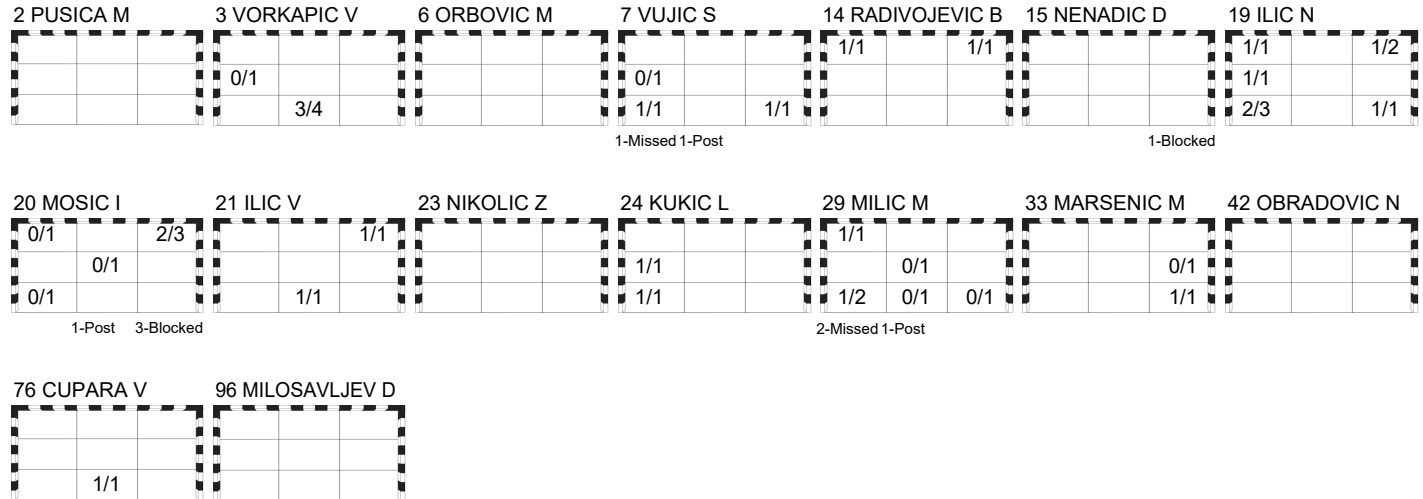 2 PUSICA M 3 VORKAPIC V 6 ORBOVIC M 7 VUJIC S 14 RADIVOJEVIC B 15 NENADIC D 19 ILIC N
1/1 1/1 1/1 1/2
0/1 0/1 1/1
3/4 1/1 1/1 2/3 1/1
1-Missed 1-Post 1-Blocked
20 MOSIC I 21 ILIC V 23 NIKOLIC Z 24 KUKIC L 29 MILIC M 33 MARSENIC M 42 OBRADOVIC N
0/1 2/3 1/1 1/1
0/1 1/1 0/1 0/1
0/1 1/1 1/1 1/2 0/1 0/1 1/1
1-Post 3-Blocked 2-Missed 1-Post
76 CUPARA V 96 MILOSAVLJEV D
1/1